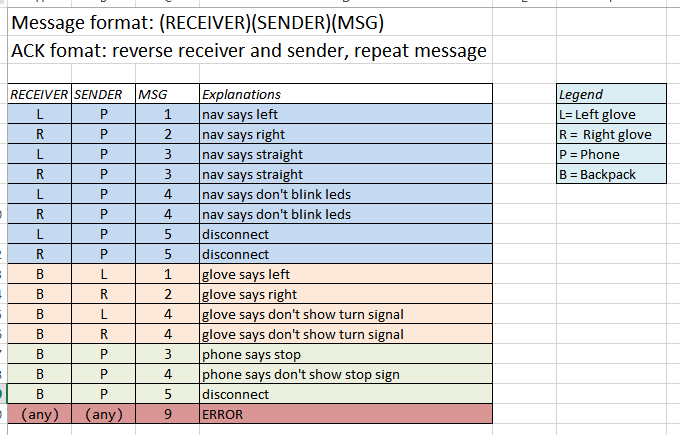 Message format: (RECEIVER)(SENDER)(MSG)
ACK fomat: reverse receiver and sender, repeat message
RECEIVER SENDER MSG Explanations Legend
L P 1 nav says left L= Left glove
R P 2 nav says right R = Right glove
L P 3 nav says straight P = Phone
R P 3 nav says straight B = Backpack
L P 4 nav says don't blink leds
R P 4 nav says don't blink leds
L P 5 disconnect
R P 5 disconnect
B L 1 glove says left
B R 2 glove says right
B L 4 glove says don't show turn signal
B R 4 glove says don't show turn signal
B P 3 phone says stop
B P 4 phone says don't show stop sign
B P 5 disconnect
(any) (any) 9 ERROR